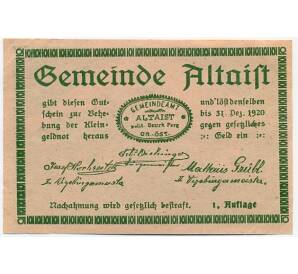 Gemeinde Altaist
gibt diesen Gut-
schein zur Behe-
bung der Klein-
geldnot heraus
GEMEINDEAMT
ALTAIST
polit. Bezirk Perg
OB.-ÖST.
und löst denselben
bis 31. Dez. 1920
gegen gesetzliches
Geld ein
Bürgermeister
II Vizebürgermeister
Mathias
Vizebürgermeister
Nachahmung wird gesetzlich bestraft. 1. Auflage